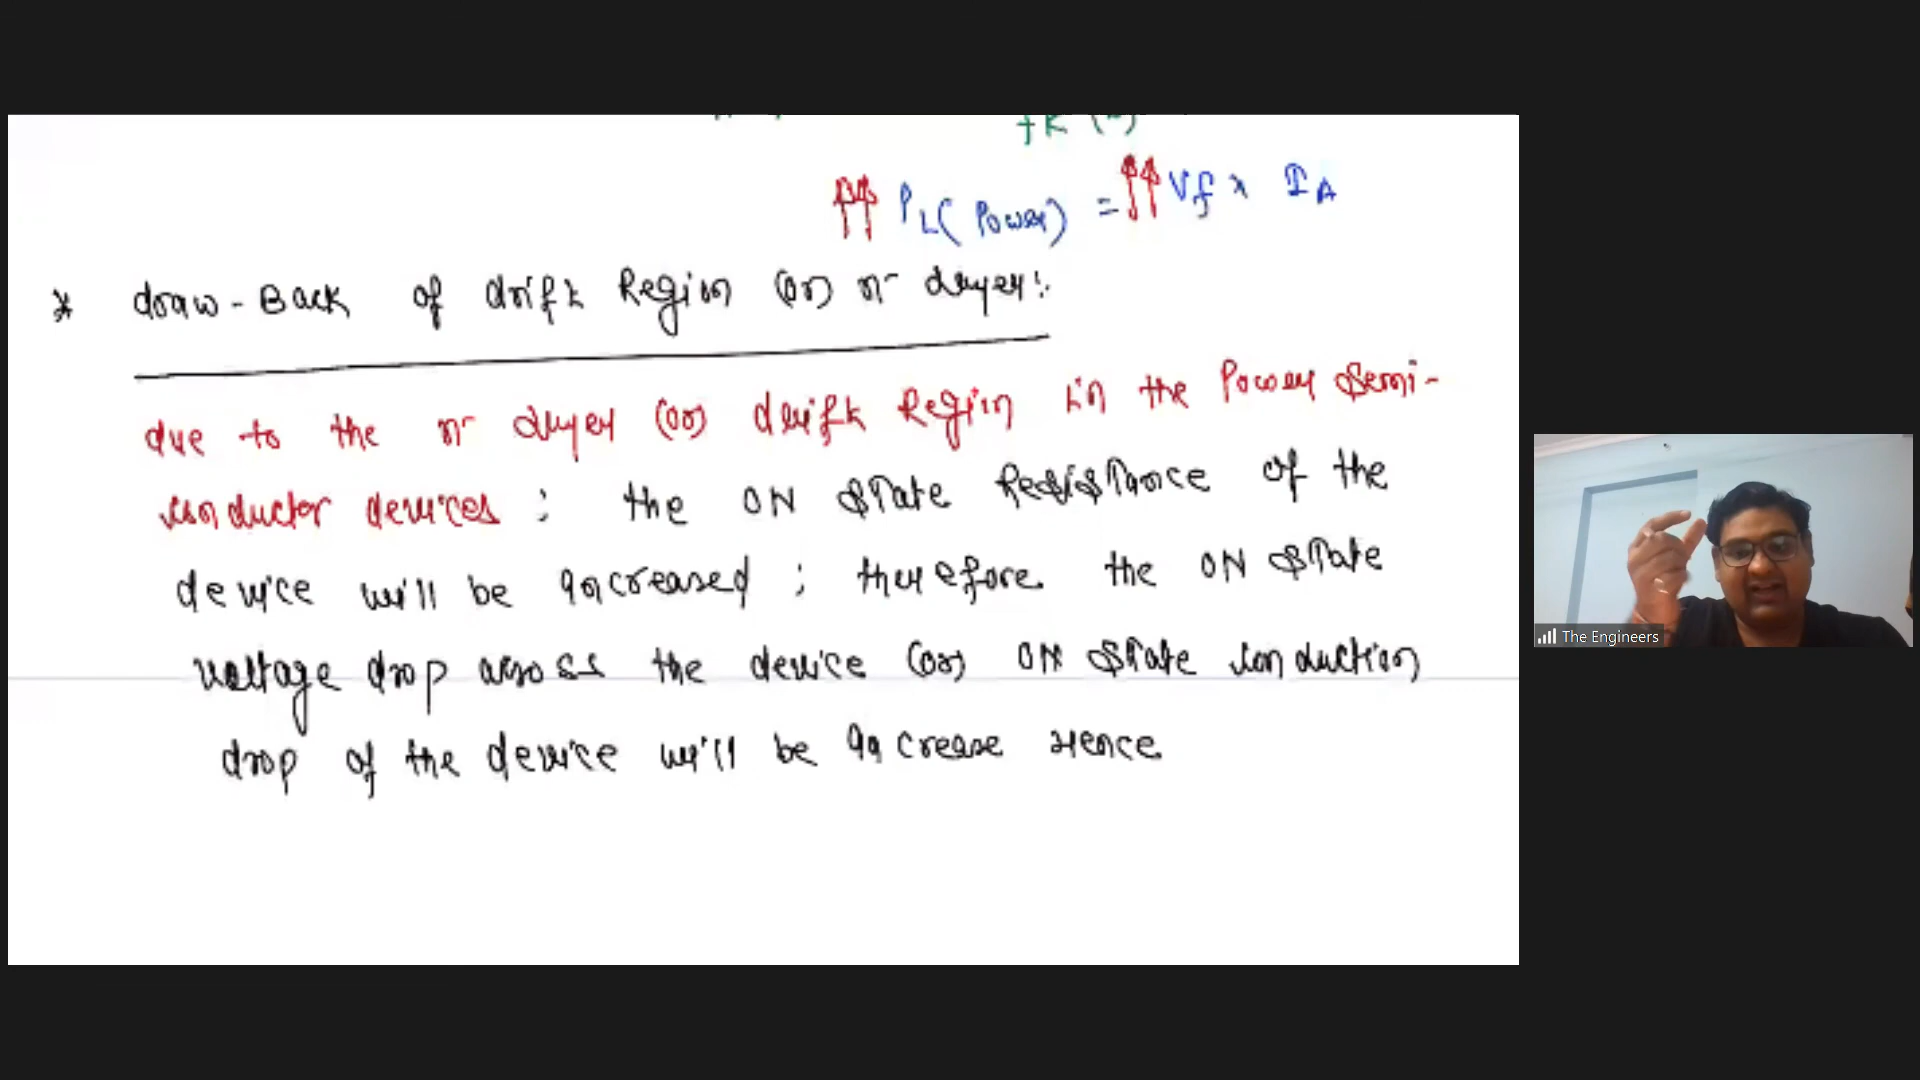 ↑↑ PL (Power) = ↑↑ Vf x IA
* draw-Back of drift Region (or) n- layer:
due to the n- layer (or) drift Region in the Power Semi-
conductor devices ; the ON state Resistance of the
device will be increased ; therefore the ON state
voltage drop across the device (or) ON state conduction
drop of the device will be increase Hence
The Engineers